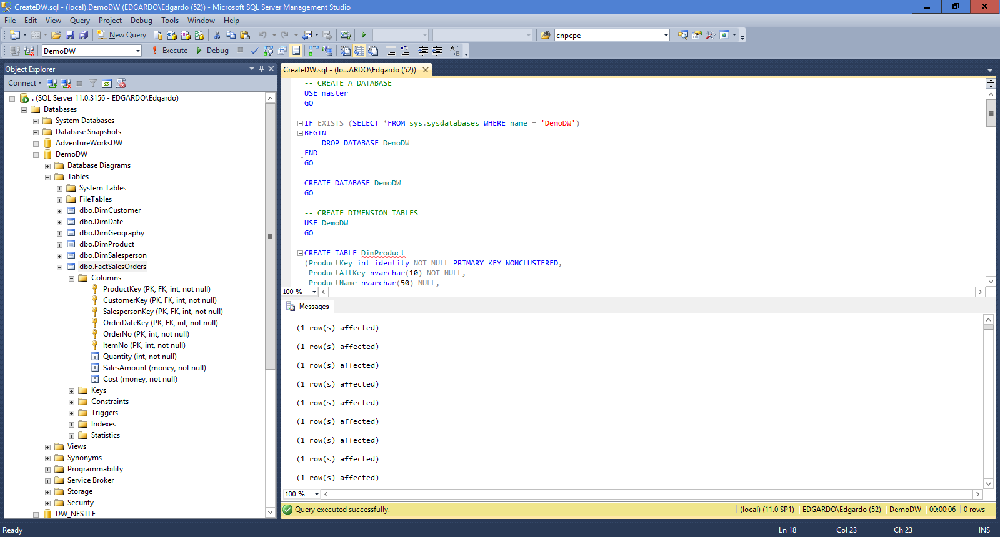 CreateDW.sql - (local).DemoDW (EDGARDO\Edgardo (52)) - Microsoft SQL Server Management Studio
File Edit View Query Project Debug Tools Window Help
New Query
cnpcpe
DemoDW
Execute Debug
Object Explorer
Connect
. (SQL Server 11.0.3156 - EDGARDO\Edgardo)
Databases
System Databases
Database Snapshots
AdventureWorksDW
DemoDW
Database Diagrams
Tables
System Tables
FileTables
dbo.DimCustomer
dbo.DimDate
dbo.DimGeography
dbo.DimProduct
dbo.DimSalesperson
dbo.FactSalesOrders
Columns
ProductKey (PK, FK, int, not null)
CustomerKey (PK, FK, int, not null)
SalespersonKey (PK, FK, int, not null)
OrderDateKey (PK, FK, int, not null)
OrderNo (PK, int, not null)
ItemNo (PK, int, not null)
Quantity (int, not null)
SalesAmount (money, not null)
Cost (money, not null)
Keys
Constraints
Triggers
Indexes
Statistics
Views
Synonyms
Programmability
Service Broker
Storage
Security
DW_NESTLE
CreateDW.sql - (lo...ARDO\Edgardo (52))
-- CREATE A DATABASE
USE master
GO
IF EXISTS (SELECT *FROM sys.sysdatabases WHERE name = 'DemoDW')
BEGIN
DROP DATABASE DemoDW
END
GO
CREATE DATABASE DemoDW
GO
-- CREATE DIMENSION TABLES
USE DemoDW
GO
CREATE TABLE DimProduct
(ProductKey int identity NOT NULL PRIMARY KEY NONCLUSTERED,
ProductAltKey nvarchar(10) NOT NULL,
ProductName nvarchar(50) NULL,
100 %
Messages
(1 row(s) affected)
(1 row(s) affected)
(1 row(s) affected)
(1 row(s) affected)
(1 row(s) affected)
(1 row(s) affected)
(1 row(s) affected)
(1 row(s) affected)
(1 row(s) affected)
100 %
Query executed successfully. (local) (11.0 SP1) EDGARDO\Edgardo (52) DemoDW 00:00:06 0 rows
Ready Ln 18 Col 23 Ch 23 INS